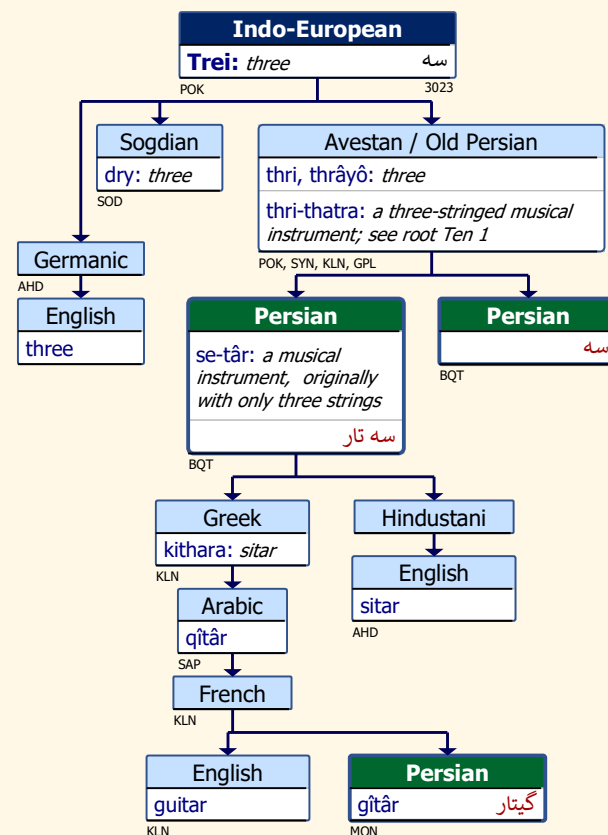 Indo-European
Trei: three سه
POK 3023
Sogdian
dry: three
SOD
Avestan / Old Persian
thri, thrâyô: three
thri-thatra: a three-stringed musical
instrument; see root Ten 1
POK, SYN, KLN, GPL
Germanic
AHD
English
three
Persian
se-târ: a musical
instrument, originally
with only three strings
سه تار
BQT
Persian
سه
BQT
Greek
kithara: sitar
KLN
Hindustani
English
sitar
AHD
Arabic
qîtâr
SAP
French
KLN
English
guitar
KLN
Persian
gîtâr گیتار
MON